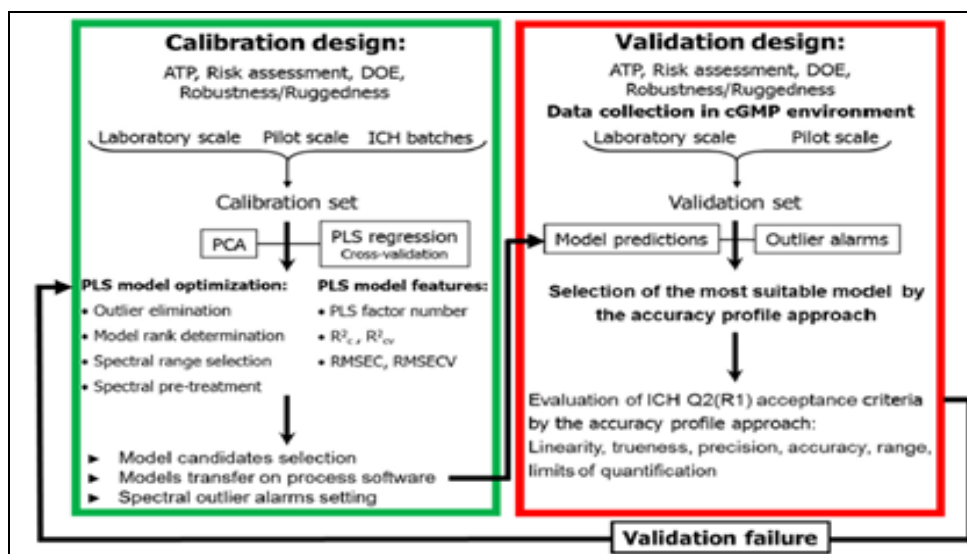 Calibration design:
ATP, Risk assessment, DOE,
Robustness/Ruggedness
Laboratory scale Pilot scale ICH batches
Calibration set
PCA
PLS regression
Cross-validation
PLS model optimization:
• Outlier elimination
• Model rank determination
• Spectral range selection
• Spectral pre-treatment
PLS model features:
• PLS factor number
• R²c , R²cv
• RMSEC, RMSECV
► Model candidates selection
► Models transfer on process software
► Spectral outlier alarms setting
Validation design:
ATP, Risk assessment, DOE,
Robustness/Ruggedness
Data collection in cGMP environment
Laboratory scale Pilot scale
Validation set
Model predictions
Outlier alarms
Selection of the most suitable model by
the accuracy profile approach
Evaluation of ICH Q2(R1) acceptance criteria
by the accuracy profile approach:
Linearity, trueness, precision, accuracy, range,
limits of quantification
Validation failure